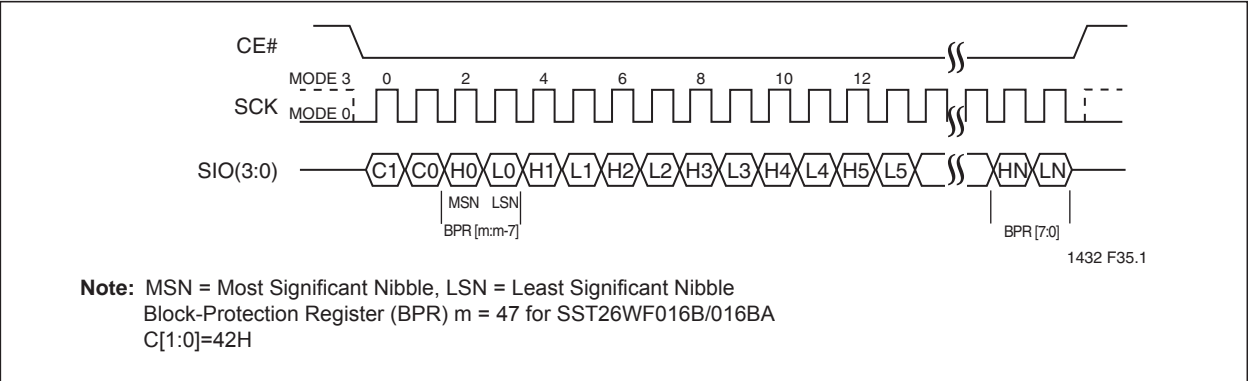 CE#
MODE 3 0 2 4 6 8 10 12
SCK MODE 0
SIO(3:0) C1 C0 H0 L0 H1 L1 H2 L2 H3 L3 H4 L4 H5 L5 HN LN
MSN LSN
BPR [m:m-7] BPR [7:0]
1432 F35.1
Note: MSN = Most Significant Nibble, LSN = Least Significant Nibble
Block-Protection Register (BPR) m = 47 for SST26WF016B/016BA
C[1:0]=42H